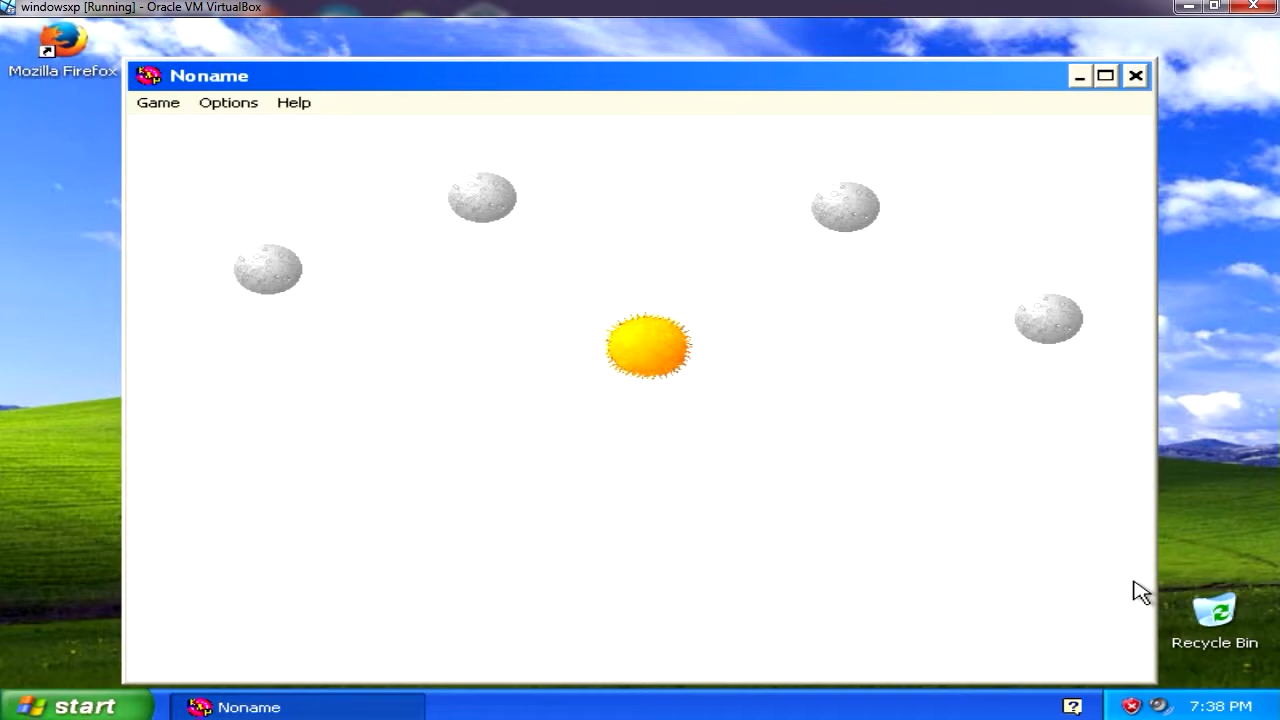 windowsxp [Running] - Oracle VM VirtualBox
Mozilla Firefox
Noname
Game Options Help
Recycle Bin
start
Noname
7:38 PM